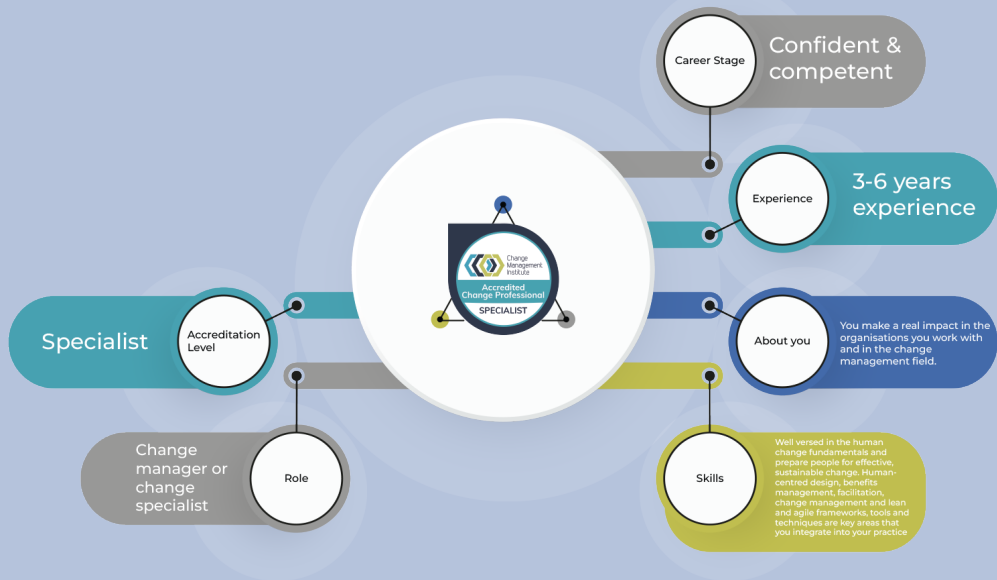 Career Stage
Confident &
competent
Experience
3-6 years
experience
Change
Management
Institute
Accredited
Change Professional
SPECIALIST
Specialist
Accreditation
Level
About you
You make a real impact in the
organisations you work with
and in the change
management field.
Change
manager or
change
specialist
Role
Skills
Well versed in the human
change fundamentals and
prepare people for effective,
sustainable change. Human-
centred design, benefits
management, facilitation,
change management and lean
and agile frameworks, tools and
techniques are key areas that
you integrate into your practice